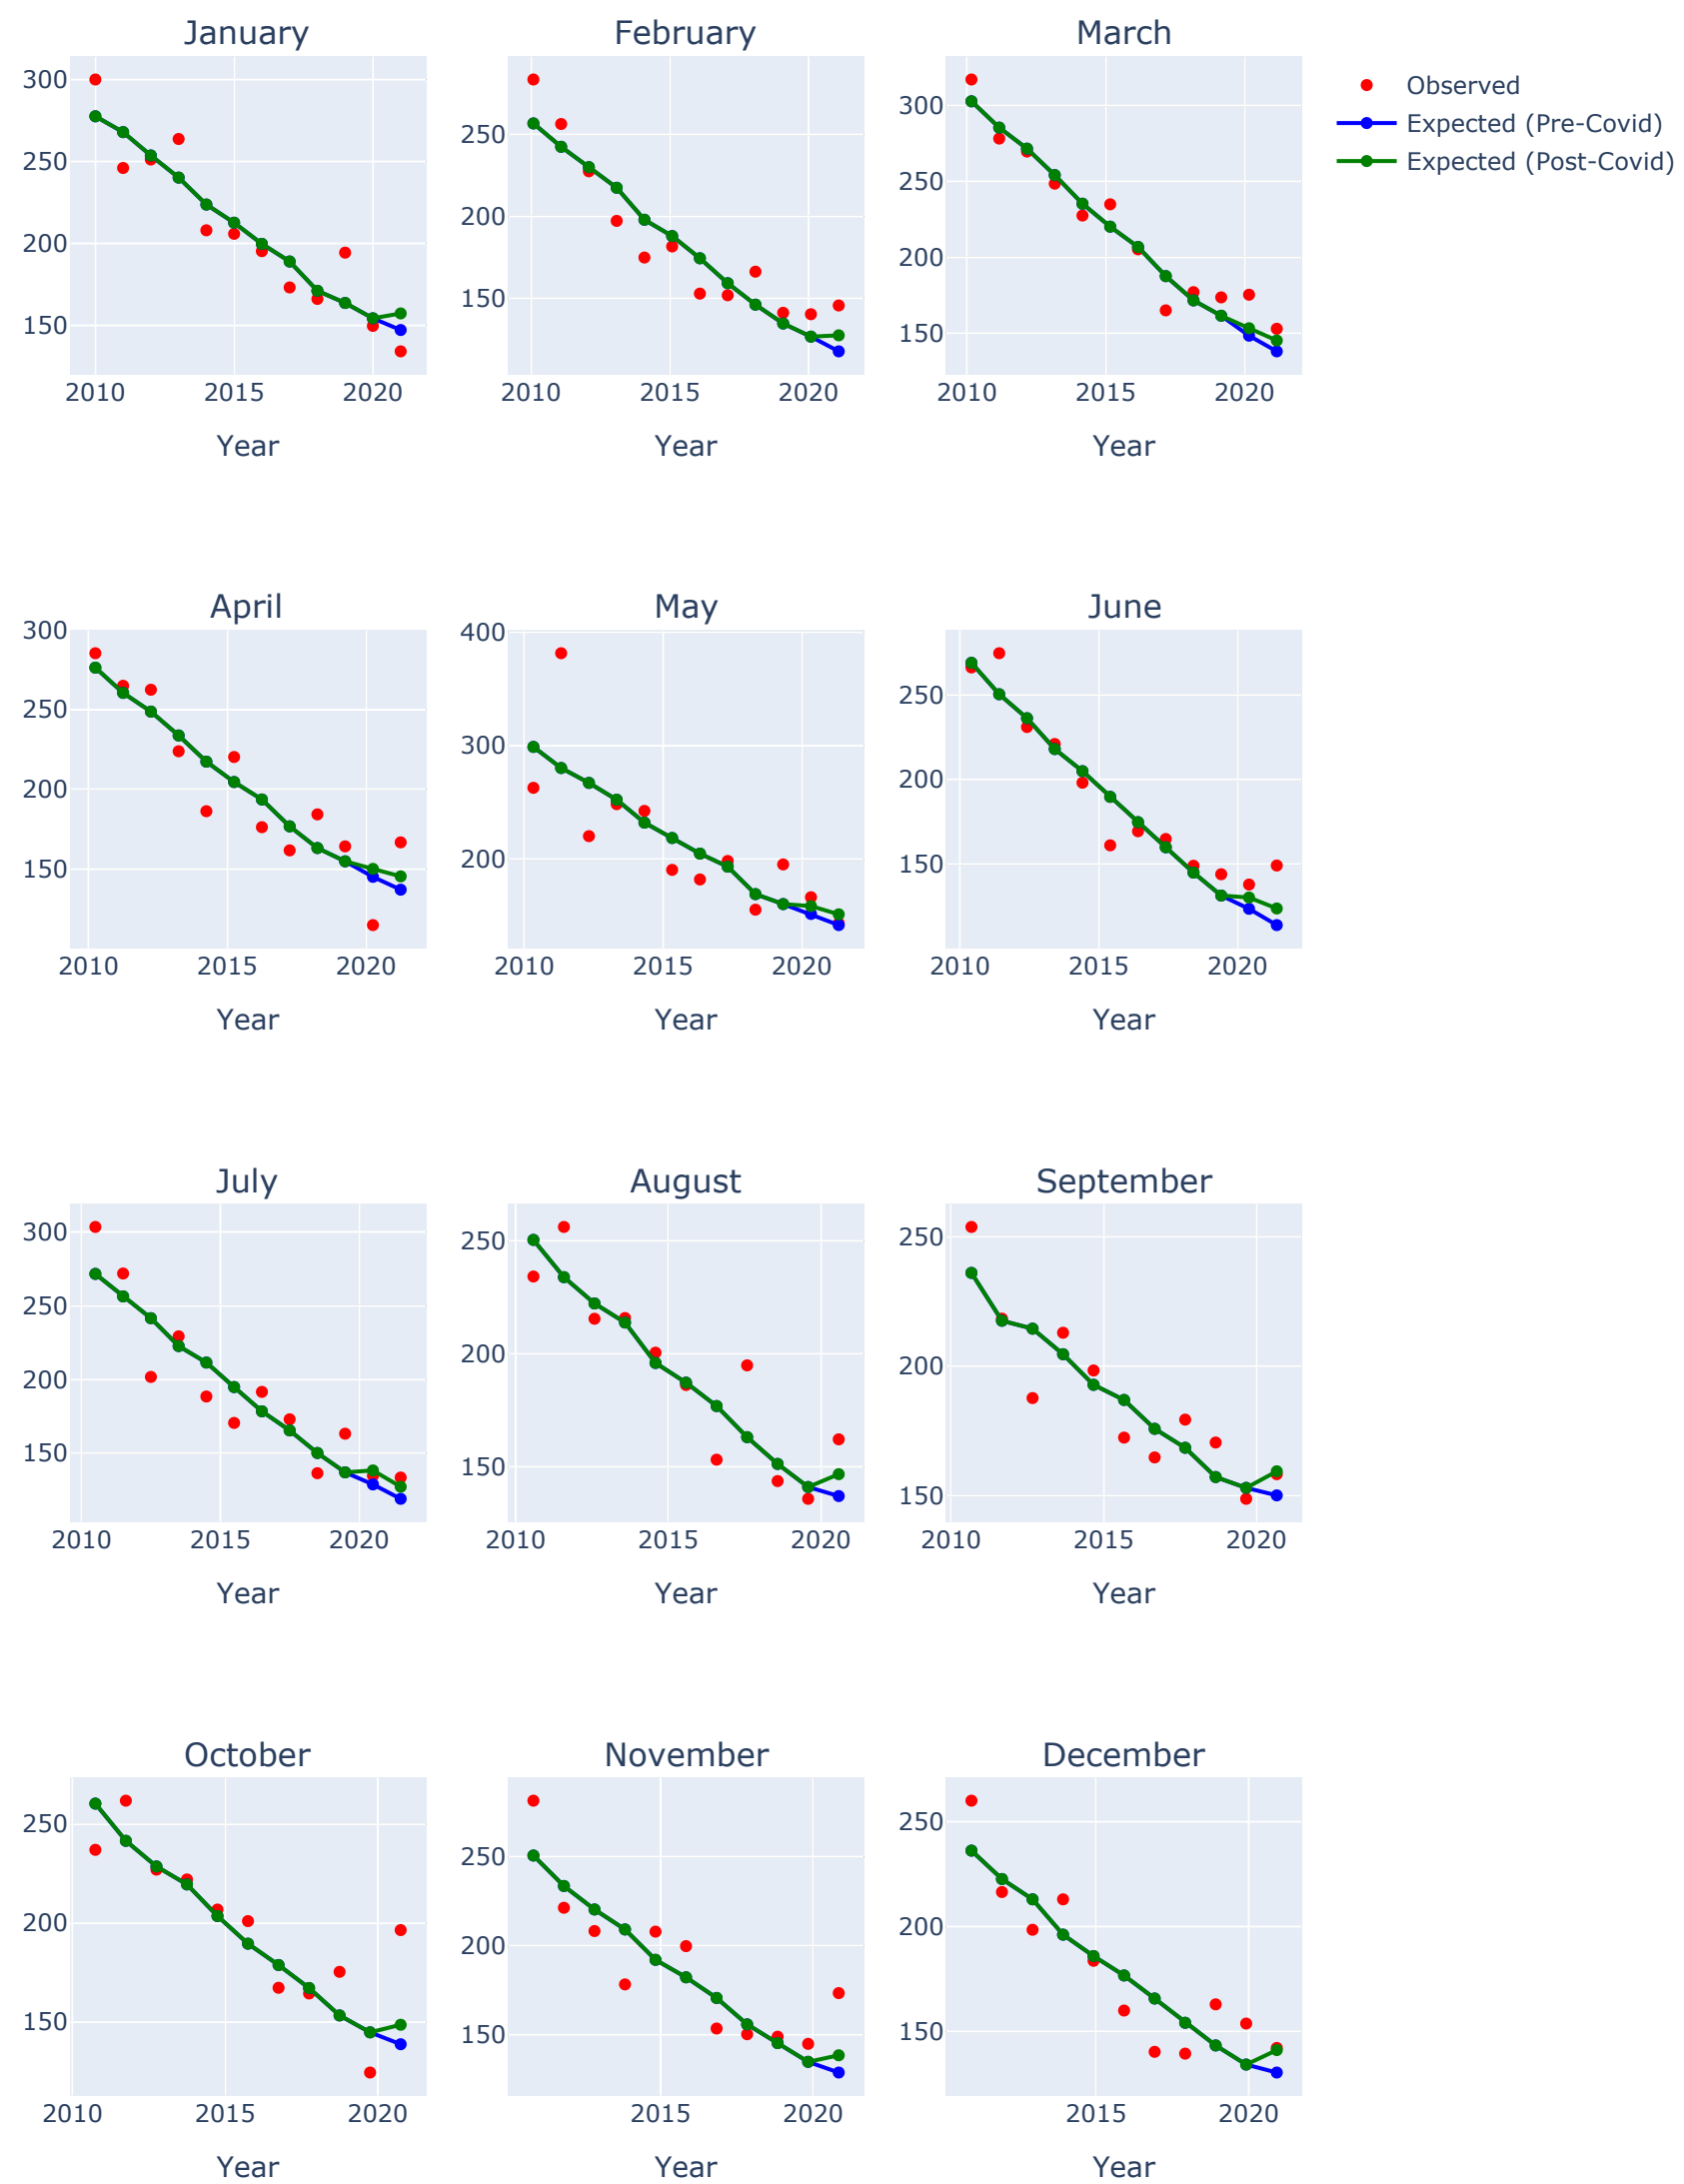 January February March
300
250
200
150
2010 2015 2020
Year
250
200
150
2010 2015 2020
Year
300
250
200
150
2010 2015 2020
Year
Observed
Expected (Pre-Covid)
Expected (Post-Covid)
April May June
300
250
200
150
2010 2015 2020
Year
400
300
200
2010 2015 2020
Year
250
200
150
2010 2015 2020
Year
July August September
300
250
200
150
2010 2015 2020
Year
250
200
150
2010 2015 2020
Year
250
200
150
2010 2015 2020
Year
October November December
250
200
150
2010 2015 2020
Year
250
200
150
2015 2020
Year
250
200
150
2015 2020
Year